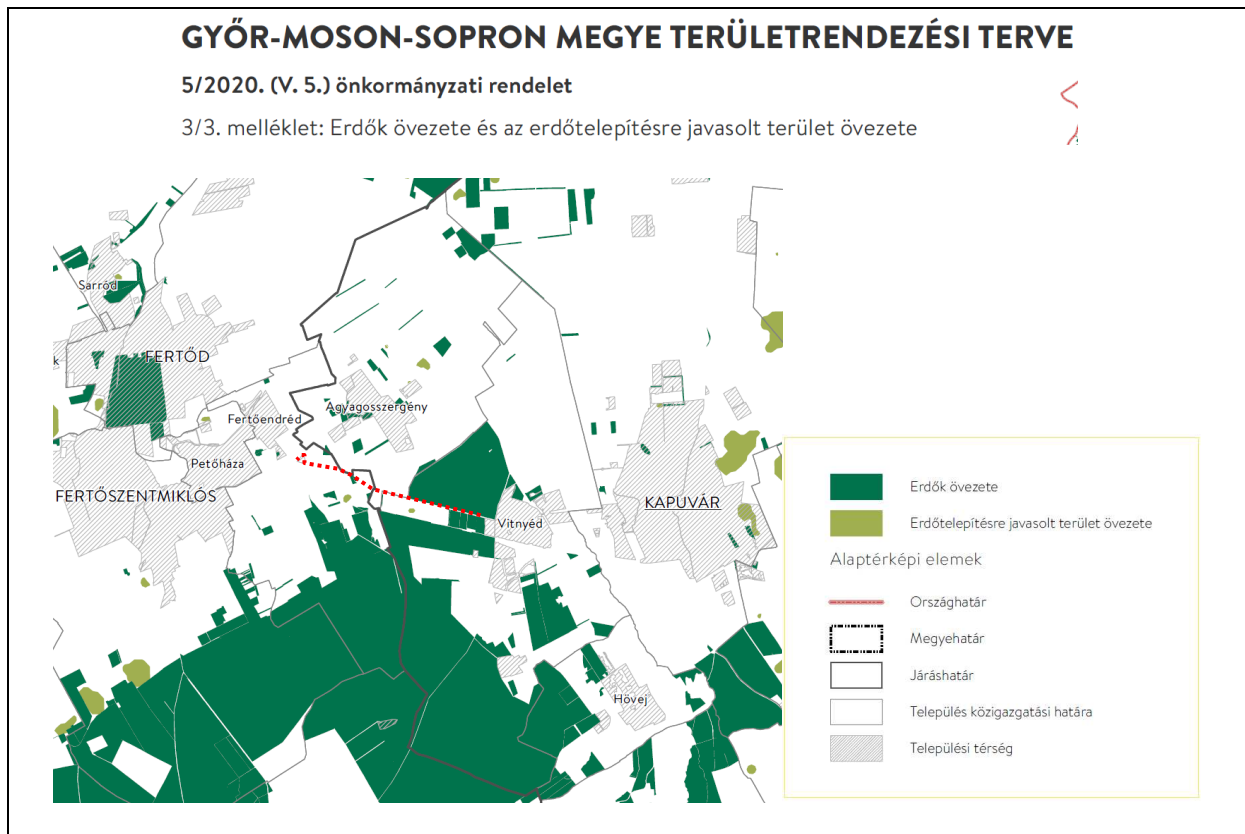 GYŐR-MOSON-SOPRON MEGYE TERÜLETRENDEZÉSI TERVE
5/2020. (V. 5.) önkormányzati rendelet
3/3. melléklet: Erdők övezete és az erdőtelepítésre javasolt terület övezete
Sarród
k
FERTŐD
Agyagosszergény
Fertőendréd
Petőháza
FERTŐSZENTMIKLÓS
KAPUVÁR
Vitnyéd
Hövej
Erdők övezete
Erdőtelepítésre javasolt terület övezete
Alaptérképi elemek
Országhatár
Megyehatár
Járáshatár
Település közigazgatási határa
Települési térség